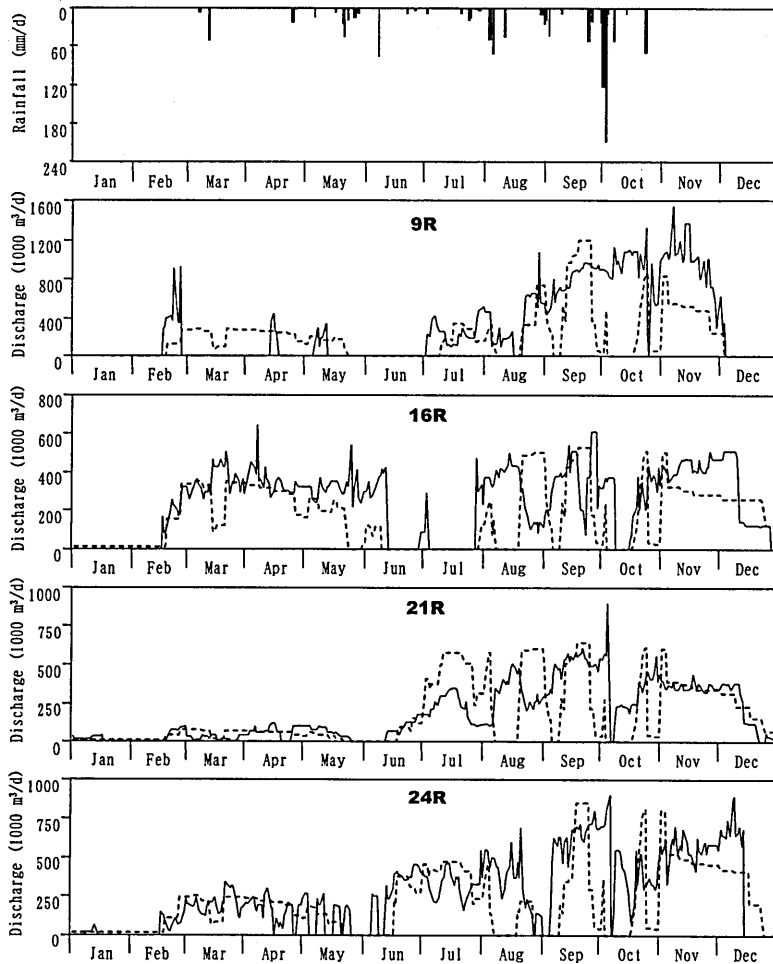 Rainfall (mm/d)
0
60
120
180
240
Jan Feb Mar Apr May Jun Jul Aug Sep Oct Nov Dec
Discharge (1000 m³/d)
1600
1200
800
400
0
9R
Jan Feb Mar Apr May Jun Jul Aug Sep Oct Nov Dec
Discharge (1000 m³/d)
800
600
400
200
0
16R
Jan Feb Mar Apr May Jun Jul Aug Sep Oct Nov Dec
Discharge (1000 m³/d)
1000
750
500
250
0
21R
Jan Feb Mar Apr May Jun Jul Aug Sep Oct Nov Dec
Discharge (1000 m³/d)
1000
750
500
250
0
24R
Jan Feb Mar Apr May Jun Jul Aug Sep Oct Nov Dec